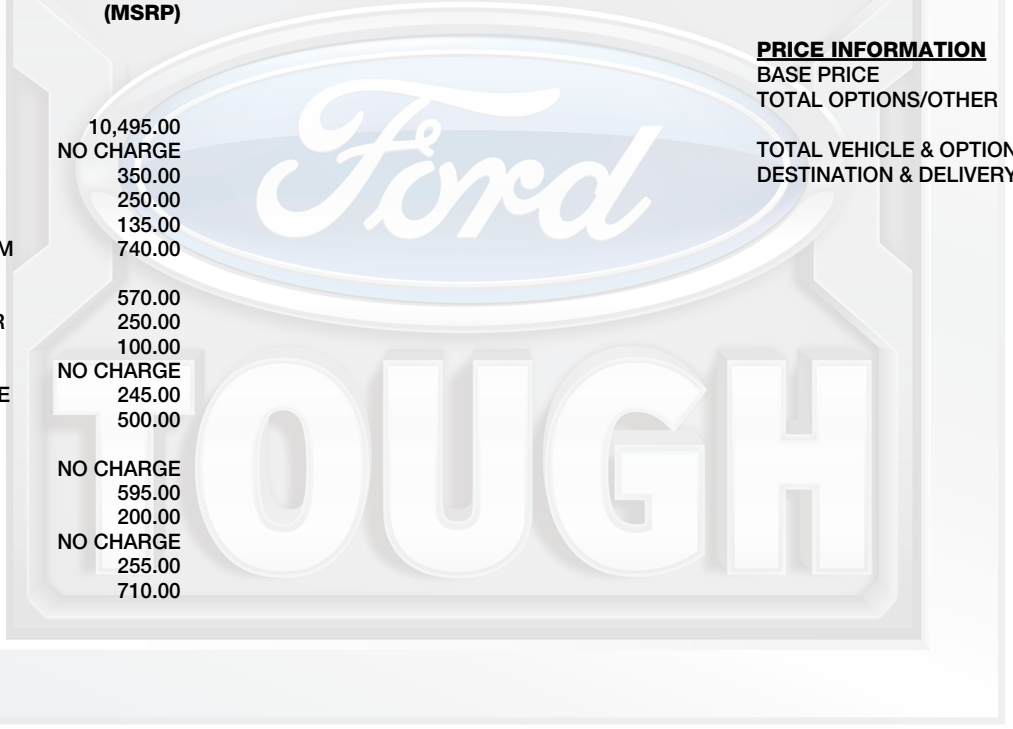 (MSRP)
10,495.00
NO CHARGE
350.00
250.00
135.00
M 740.00
570.00
R 250.00
100.00
NO CHARGE
E 245.00
500.00
NO CHARGE
595.00
200.00
NO CHARGE
255.00
710.00
PRICE INFORMATION
BASE PRICE
TOTAL OPTIONS/OTHER
TOTAL VEHICLE & OPTION
DESTINATION & DELIVERY
Ford
TOUGH